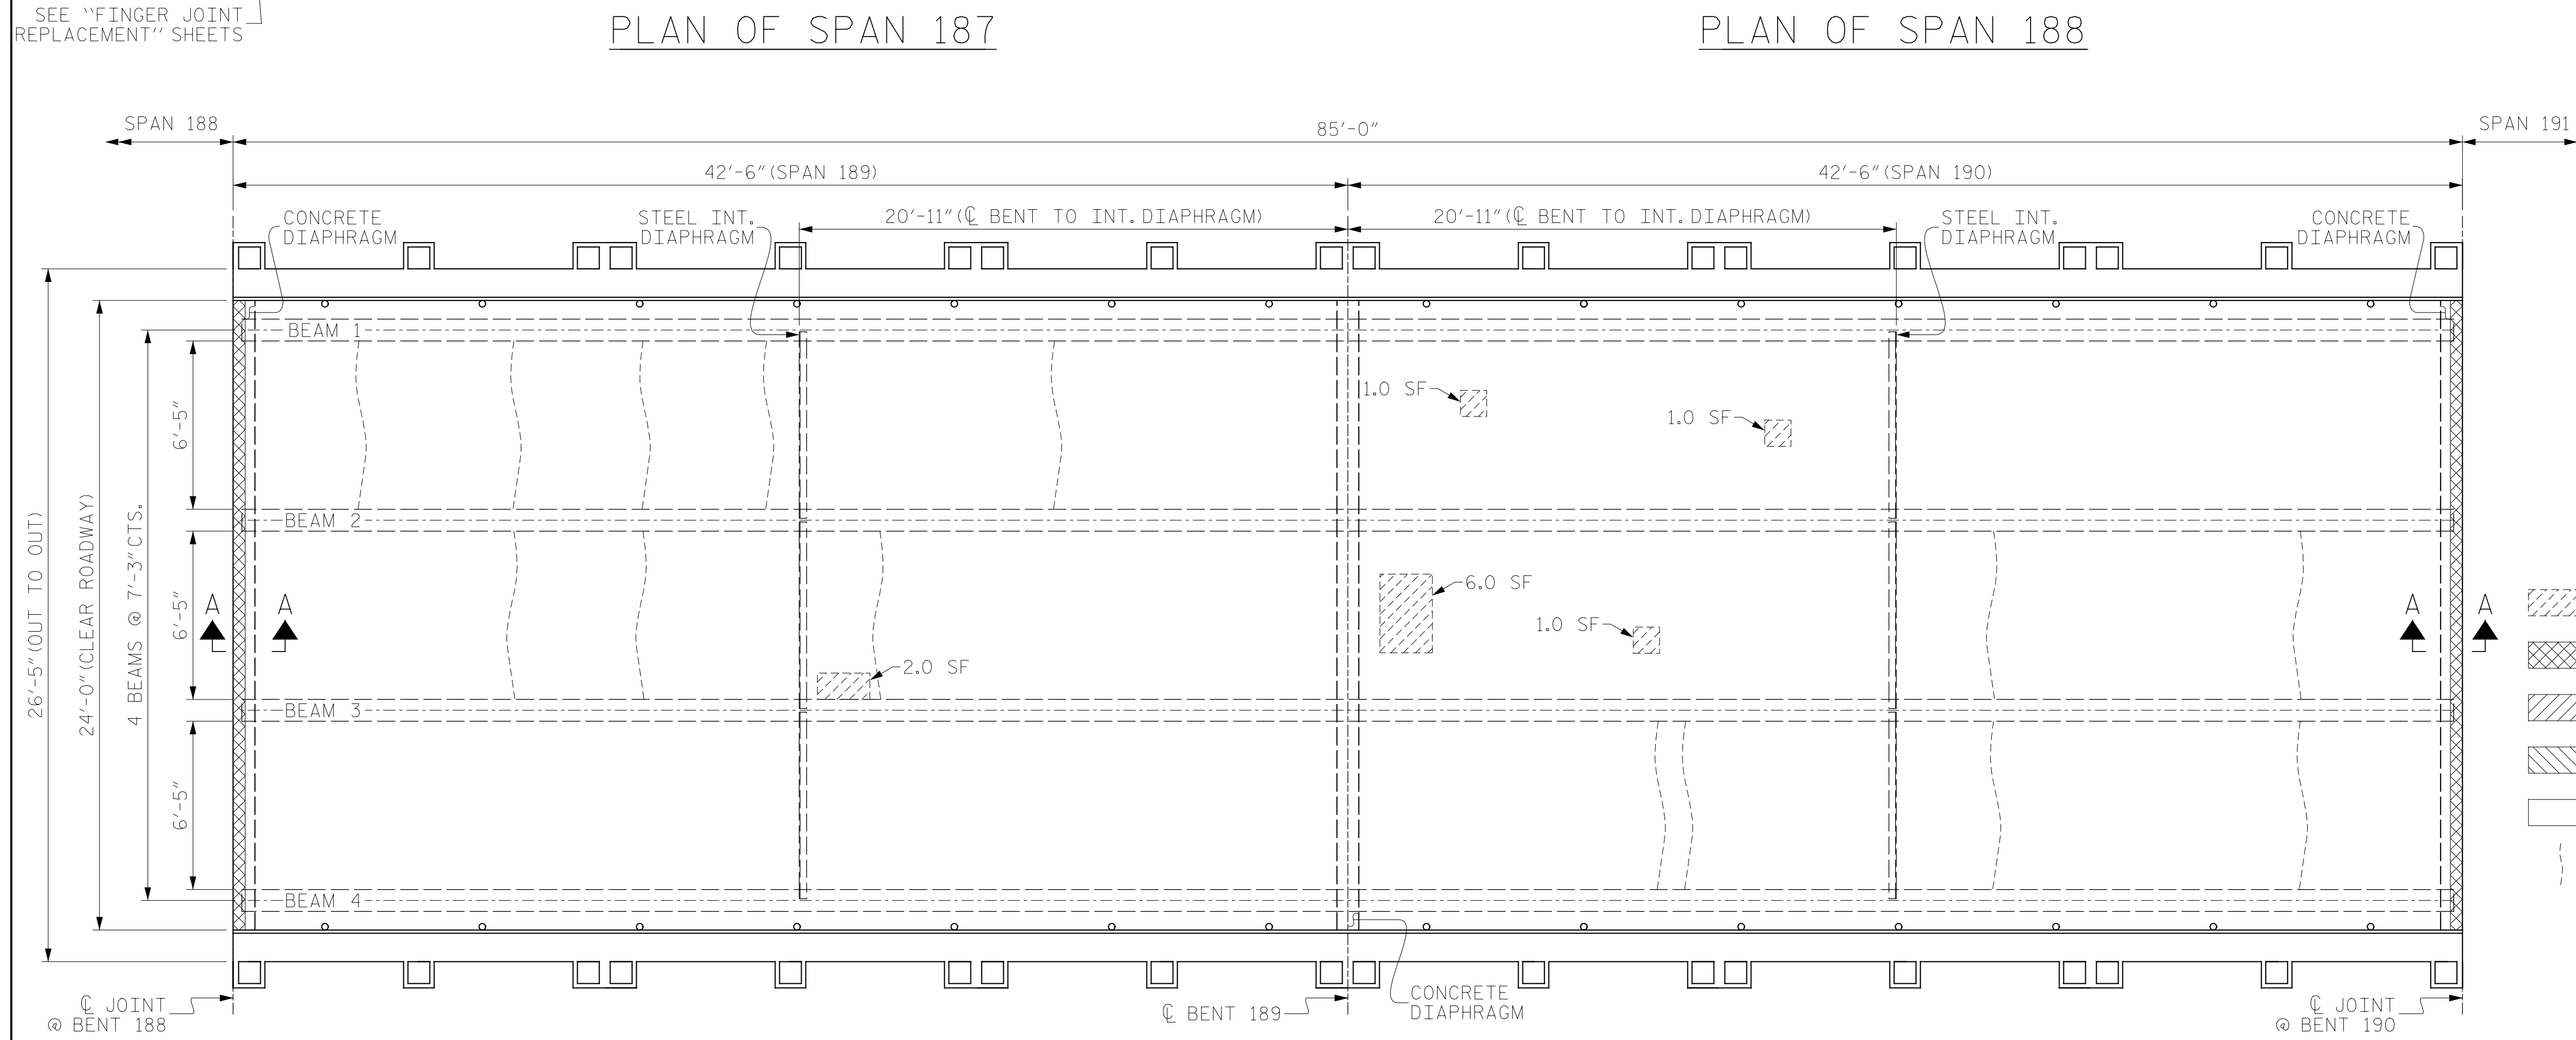 SEE "FINGER JOINT
REPLACEMENT" SHEETS
PLAN OF SPAN 187
PLAN OF SPAN 188
SPAN 188
85'-0"
SPAN 191
42'-6" (SPAN 189)
42'-6" (SPAN 190)
CONCRETE
DIAPHRAGM
STEEL INT.
DIAPHRAGM
20'-11" (℄ BENT TO INT. DIAPHRAGM)
20'-11" (℄ BENT TO INT. DIAPHRAGM)
STEEL INT.
DIAPHRAGM
CONCRETE
DIAPHRAGM
26'-5" (OUT TO OUT)
24'-0" (CLEAR ROADWAY)
4 BEAMS @ 7'-3" CTS.
6'-5"
6'-5"
6'-5"
BEAM 1
BEAM 2
BEAM 3
BEAM 4
1.0 SF
1.0 SF
6.0 SF
1.0 SF
2.0 SF
A
A
A
A
℄ JOINT
@ BENT 188
℄ BENT 189
CONCRETE
DIAPHRAGM
℄ JOINT
@ BENT 190